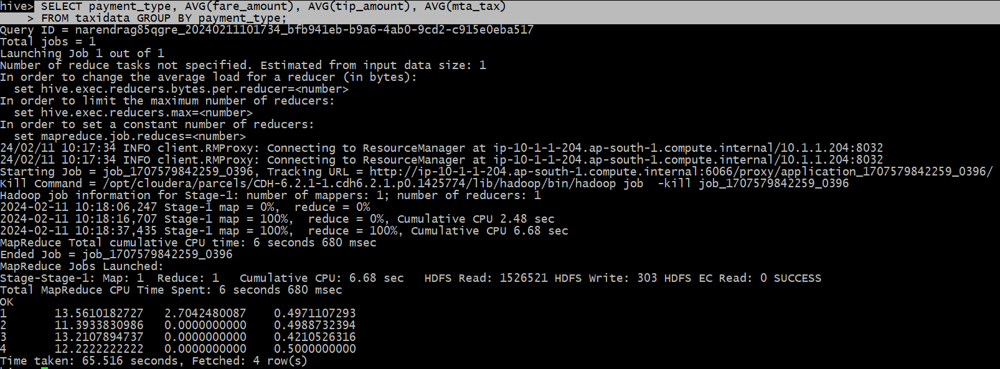 hive> SELECT payment_type, AVG(fare_amount), AVG(tip_amount), AVG(mta_tax)
    > FROM taxidata GROUP BY payment_type;
Query ID = narendrag85qgre_20240211101734_bfb941eb-b9a6-4ab0-9cd2-c915e0eba517
Total jobs = 1
Launching Job 1 out of 1
Number of reduce tasks not specified. Estimated from input data size: 1
In order to change the average load for a reducer (in bytes):
  set hive.exec.reducers.bytes.per.reducer=<number>
In order to limit the maximum number of reducers:
  set hive.exec.reducers.max=<number>
In order to set a constant number of reducers:
  set mapreduce.job.reduces=<number>
24/02/11 10:17:34 INFO client.RMProxy: Connecting to ResourceManager at ip-10-1-1-204.ap-south-1.compute.internal/10.1.1.204:8032
24/02/11 10:17:34 INFO client.RMProxy: Connecting to ResourceManager at ip-10-1-1-204.ap-south-1.compute.internal/10.1.1.204:8032
Starting Job = job_1707579842259_0396, Tracking URL = http://ip-10-1-1-204.ap-south-1.compute.internal:6066/proxy/application_1707579842259_0396/
Kill Command = /opt/cloudera/parcels/CDH-6.2.1-1.cdh6.2.1.p0.1425774/lib/hadoop/bin/hadoop job  -kill job_1707579842259_0396
Hadoop job information for Stage-1: number of mappers: 1; number of reducers: 1
2024-02-11 10:18:06,247 Stage-1 map = 0%,  reduce = 0%
2024-02-11 10:18:16,707 Stage-1 map = 100%,  reduce = 0%, Cumulative CPU 2.48 sec
2024-02-11 10:18:37,435 Stage-1 map = 100%,  reduce = 100%, Cumulative CPU 6.68 sec
MapReduce Total cumulative CPU time: 6 seconds 680 msec
Ended Job = job_1707579842259_0396
MapReduce Jobs Launched:
Stage-Stage-1: Map: 1  Reduce: 1   Cumulative CPU: 6.68 sec   HDFS Read: 1526521 HDFS Write: 303 HDFS EC Read: 0 SUCCESS
Total MapReduce CPU Time Spent: 6 seconds 680 msec
OK
1       13.5610182727   2.7042480087    0.4971107293
2       11.3933830986   0.0000000000    0.4988732394
3       13.2107894737   0.0000000000    0.4210526316
4       12.2222222222   0.0000000000    0.5000000000
Time taken: 65.516 seconds, Fetched: 4 row(s)